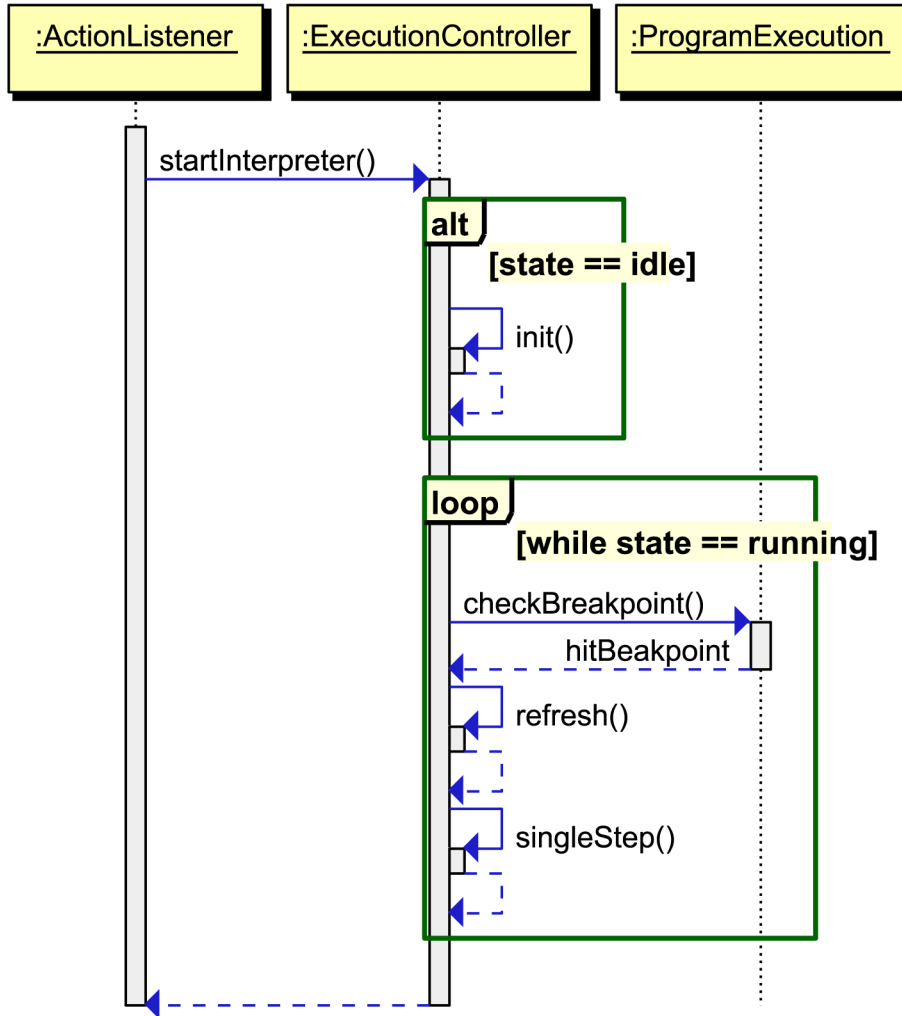 :ActionListener
:ExecutionController
:ProgramExecution
startInterpreter()
alt
[state == idle]
init()
loop
[while state == running]
checkBreakpoint()
hitBeakpoint
refresh()
singleStep()